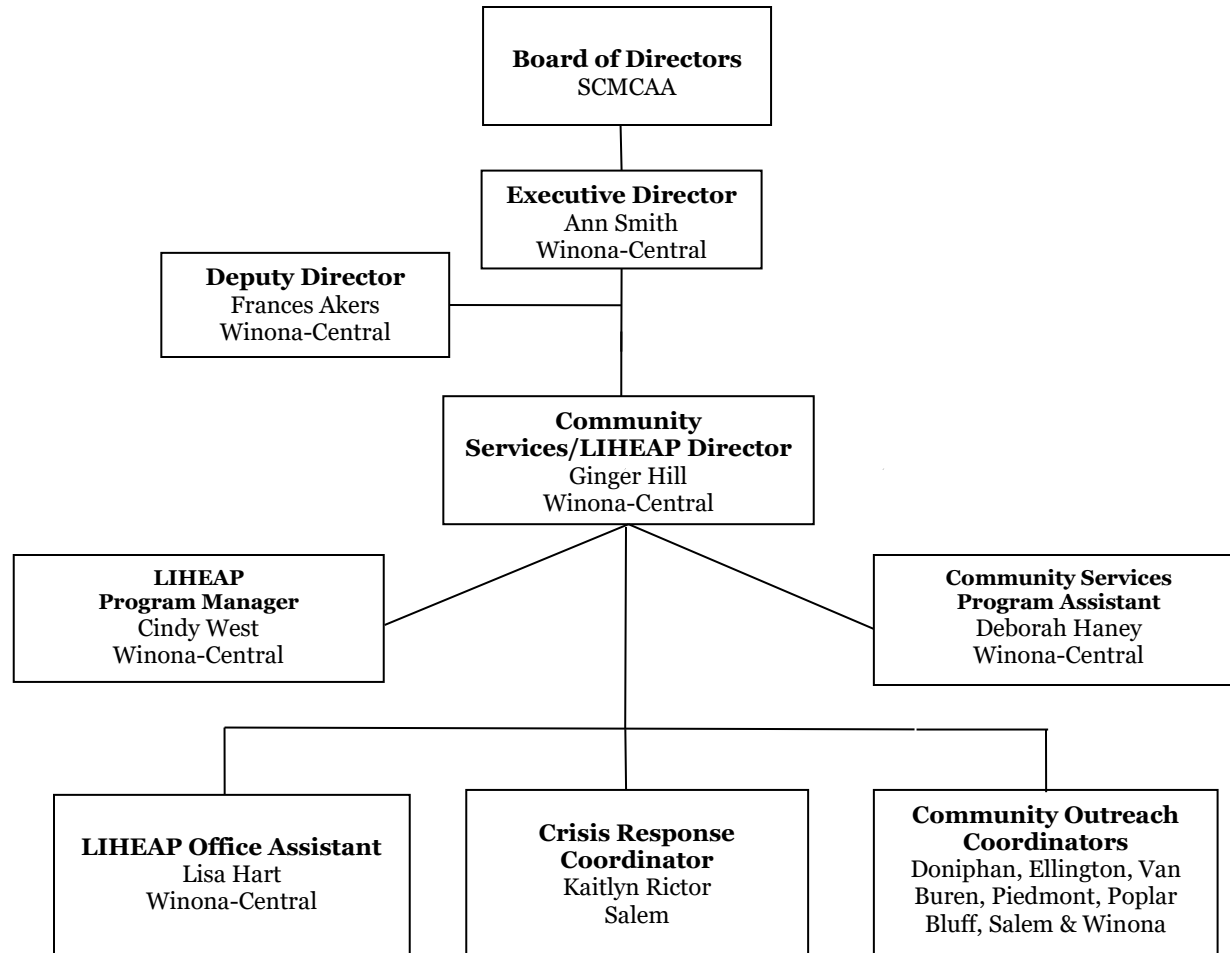 Board of Directors
SCMCAA
Executive Director
Ann Smith
Winona-Central
Deputy Director
Frances Akers
Winona-Central
Community
Services/LIHEAP Director
Ginger Hill
Winona-Central
LIHEAP
Program Manager
Cindy West
Winona-Central
Community Services
Program Assistant
Deborah Haney
Winona-Central
LIHEAP Office Assistant
Lisa Hart
Winona-Central
Crisis Response
Coordinator
Kaitlyn Rictor
Salem
Community Outreach
Coordinators
Doniphan, Ellington, Van
Buren, Piedmont, Poplar
Bluff, Salem & Winona